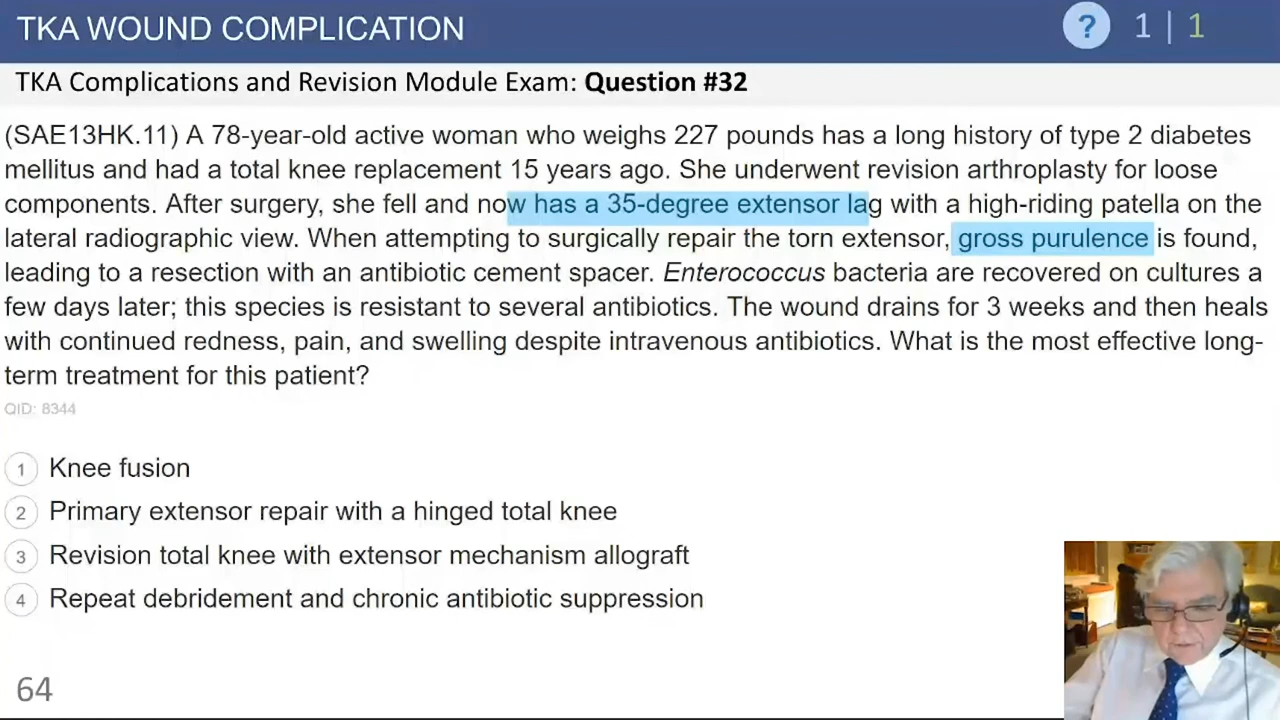 TKA WOUND COMPLICATION
? 1 | 1
TKA Complications and Revision Module Exam: Question #32
(SAE13HK.11) A 78-year-old active woman who weighs 227 pounds has a long history of type 2 diabetes
mellitus and had a total knee replacement 15 years ago. She underwent revision arthroplasty for loose
components. After surgery, she fell and now has a 35-degree extensor lag with a high-riding patella on the
lateral radiographic view. When attempting to surgically repair the torn extensor, gross purulence is found,
leading to a resection with an antibiotic cement spacer. Enterococcus bacteria are recovered on cultures a
few days later; this species is resistant to several antibiotics. The wound drains for 3 weeks and then heals
with continued redness, pain, and swelling despite intravenous antibiotics. What is the most effective long-
term treatment for this patient?
QID: 8344
1 Knee fusion
2 Primary extensor repair with a hinged total knee
3 Revision total knee with extensor mechanism allograft
4 Repeat debridement and chronic antibiotic suppression
64